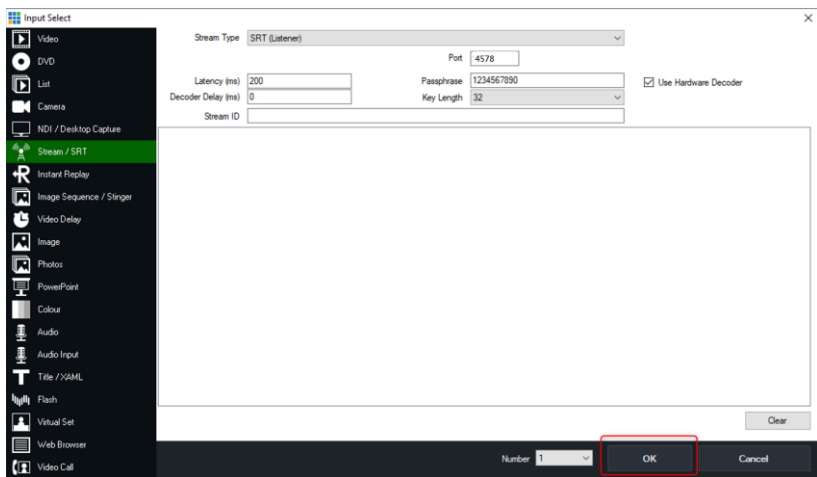 Input Select
Video
DVD
List
Camera
NDI / Desktop Capture
Stream / SRT
Instant Replay
Image Sequence / Stinger
Video Delay
Image
Photos
PowerPoint
Colour
Audio
Audio Input
Title / XAML
Flash
Virtual Set
Web Browser
Video Call
Stream Type SRT (Listener)
Port 4578
Latency (ms) 200 Passphrase 1234567890 Use Hardware Decoder
Decoder Delay (ms) 0 Key Length 32
Stream ID
Clear
Number 1 OK Cancel